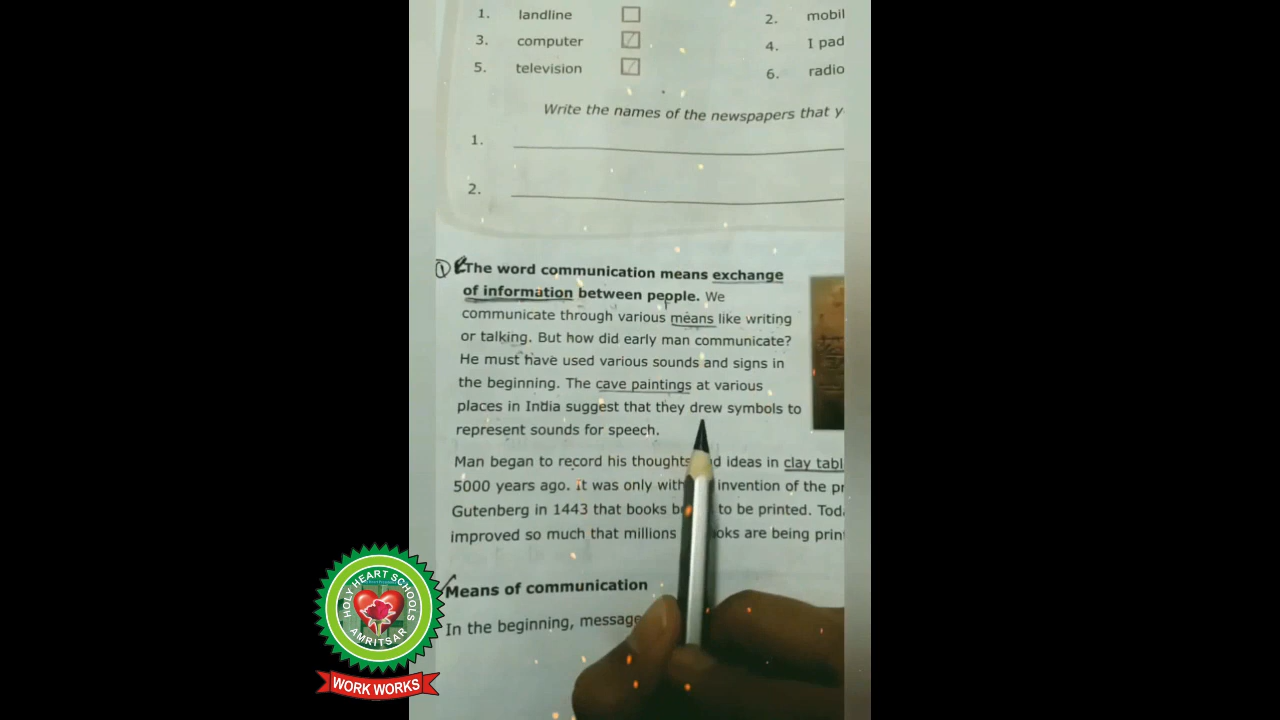 1. landline 2. mobil
3. computer 4. I pad
5. television 6. radio
Write the names of the newspapers that y
1.
2.
1 The word communication means exchange
of information between people. We
communicate through various means like writing
or talking. But how did early man communicate?
He must have used various sounds and signs in
the beginning. The cave paintings at various
places in India suggest that they drew symbols to
represent sounds for speech.
Man began to record his thoughts ideas in clay tabl
5000 years ago. It was only with invention of the pr
Gutenberg in 1443 that books to be printed. Tod
improved so much that millions are being prin
Means of communication
In the beginning, message
HOLY HEART SCHOOLS
AMRITSAR
WORK WORKS